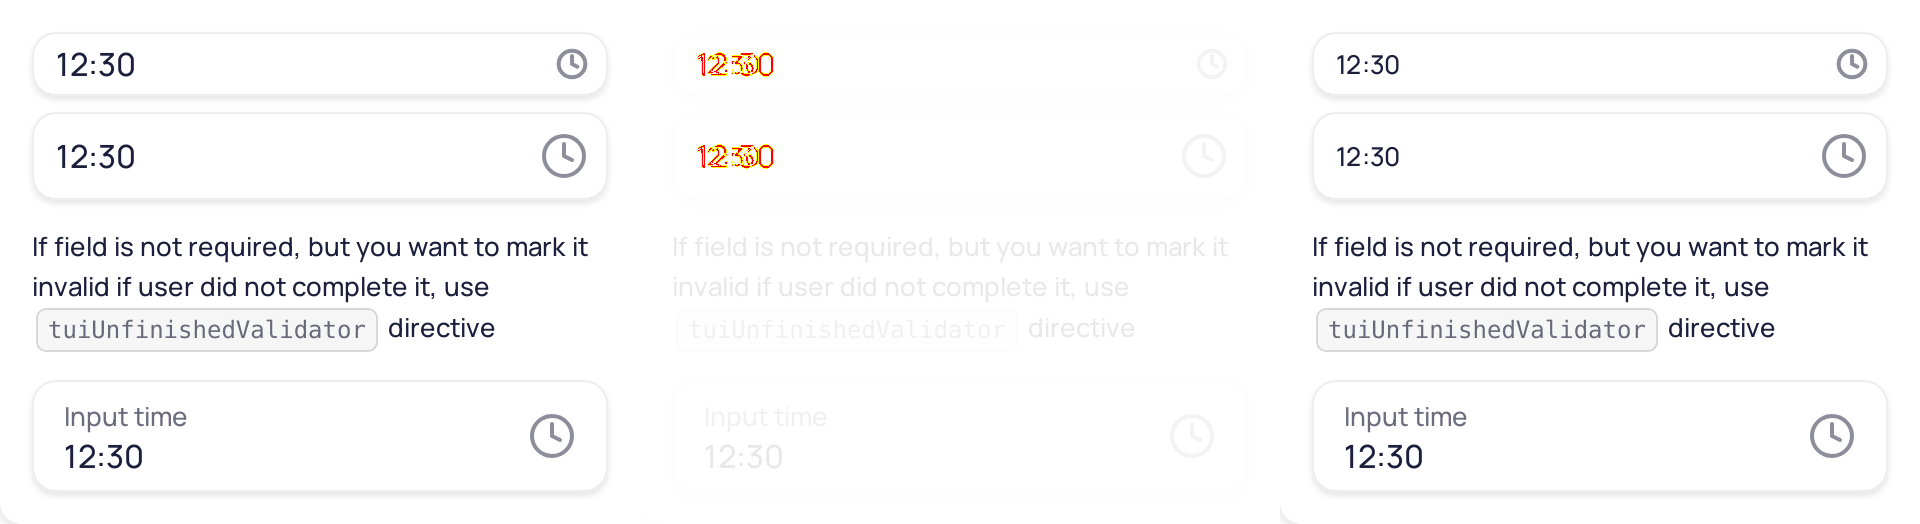 12:30
12:30
If field is not required, but you want to mark it
invalid if user did not complete it, use
tuiUnfinishedValidator directive
Input time
12:30
12:30
12:30
If field is not required, but you want to mark it
invalid if user did not complete it, use
tuiUnfinishedValidator directive
Input time
12:30
12:30
12:30
If field is not required, but you want to mark it
invalid if user did not complete it, use
tuiUnfinishedValidator directive
Input time
12:30